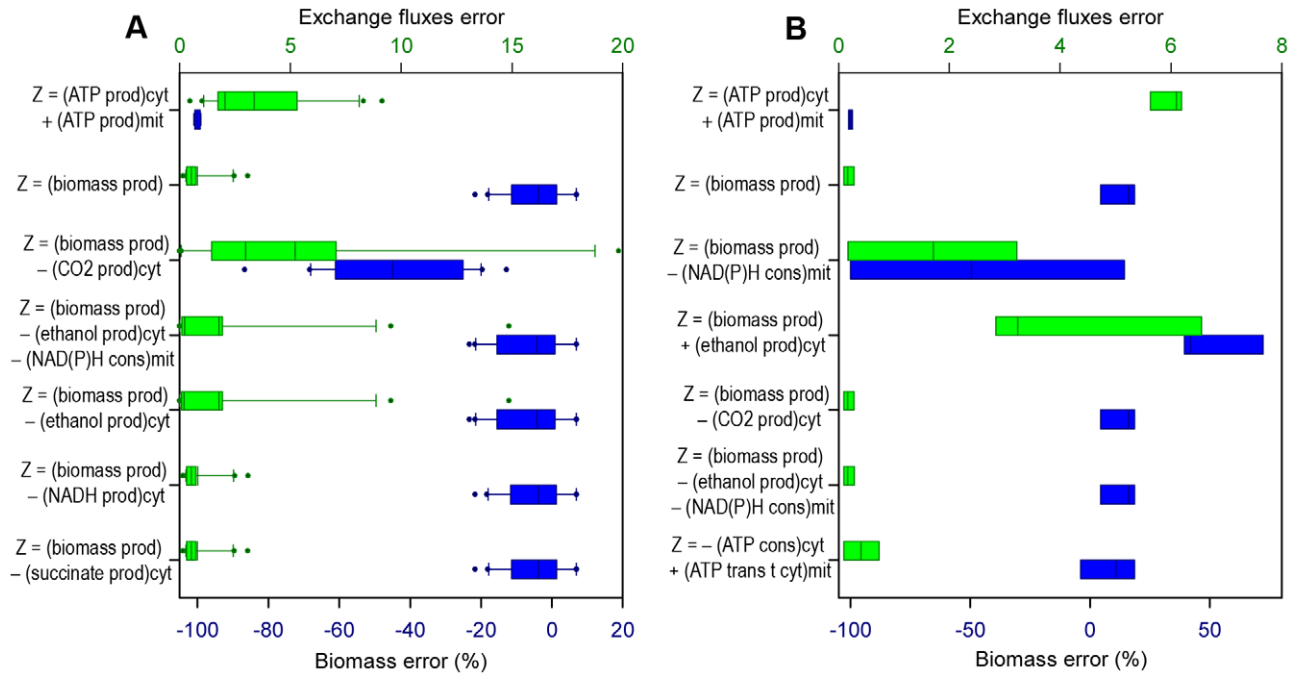 A
Exchange fluxes error
0 5 10 15 20
Z = (ATP prod)cyt
+ (ATP prod)mit
Z = (biomass prod)
Z = (biomass prod)
– (CO2 prod)cyt
Z = (biomass prod)
– (ethanol prod)cyt
– (NAD(P)H cons)mit
Z = (biomass prod)
– (ethanol prod)cyt
Z = (biomass prod)
– (NADH prod)cyt
Z = (biomass prod)
– (succinate prod)cyt
-100 -80 -60 -40 -20 0 20
Biomass error (%)
B
Exchange fluxes error
0 2 4 6 8
Z = (ATP prod)cyt
+ (ATP prod)mit
Z = (biomass prod)
Z = (biomass prod)
– (NAD(P)H cons)mit
Z = (biomass prod)
+ (ethanol prod)cyt
Z = (biomass prod)
– (CO2 prod)cyt
Z = (biomass prod)
– (ethanol prod)cyt
– (NAD(P)H cons)mit
Z = – (ATP cons)cyt
+ (ATP trans t cyt)mit
-100 -50 0 50
Biomass error (%)